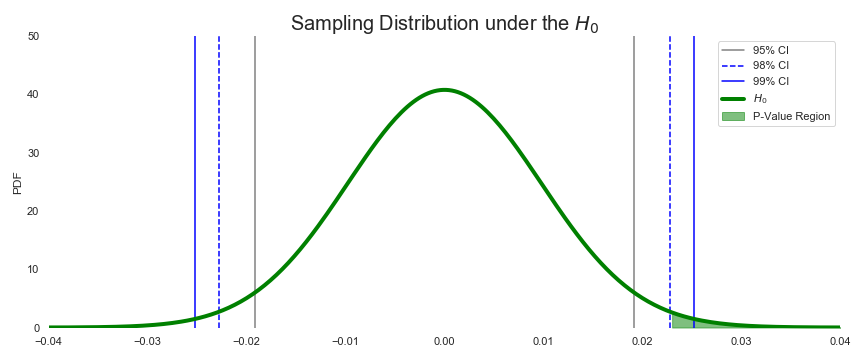 Sampling Distribution under the H₀
50
40
30
20
10
0
PDF
−0.04 −0.03 −0.02 −0.01 0.00 0.01 0.02 0.03 0.04
95% CI
98% CI
99% CI
H₀
P-Value Region